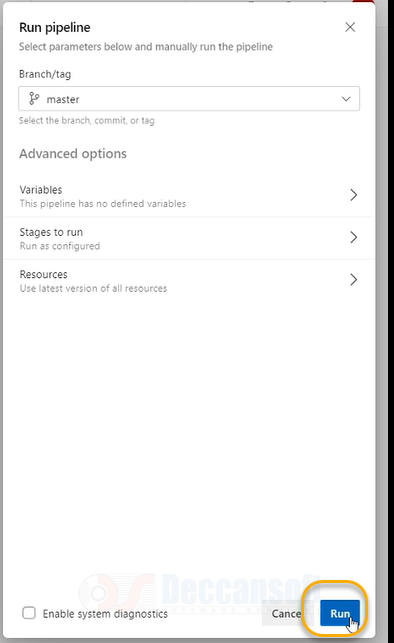 Run pipeline
Select parameters below and manually run the pipeline
Branch/tag
master
Select the branch, commit, or tag
Advanced options
Variables
This pipeline has no defined variables
Stages to run
Run as configured
Resources
Use latest version of all resources
Deccansoft
Enable system diagnostics
Cance
Run